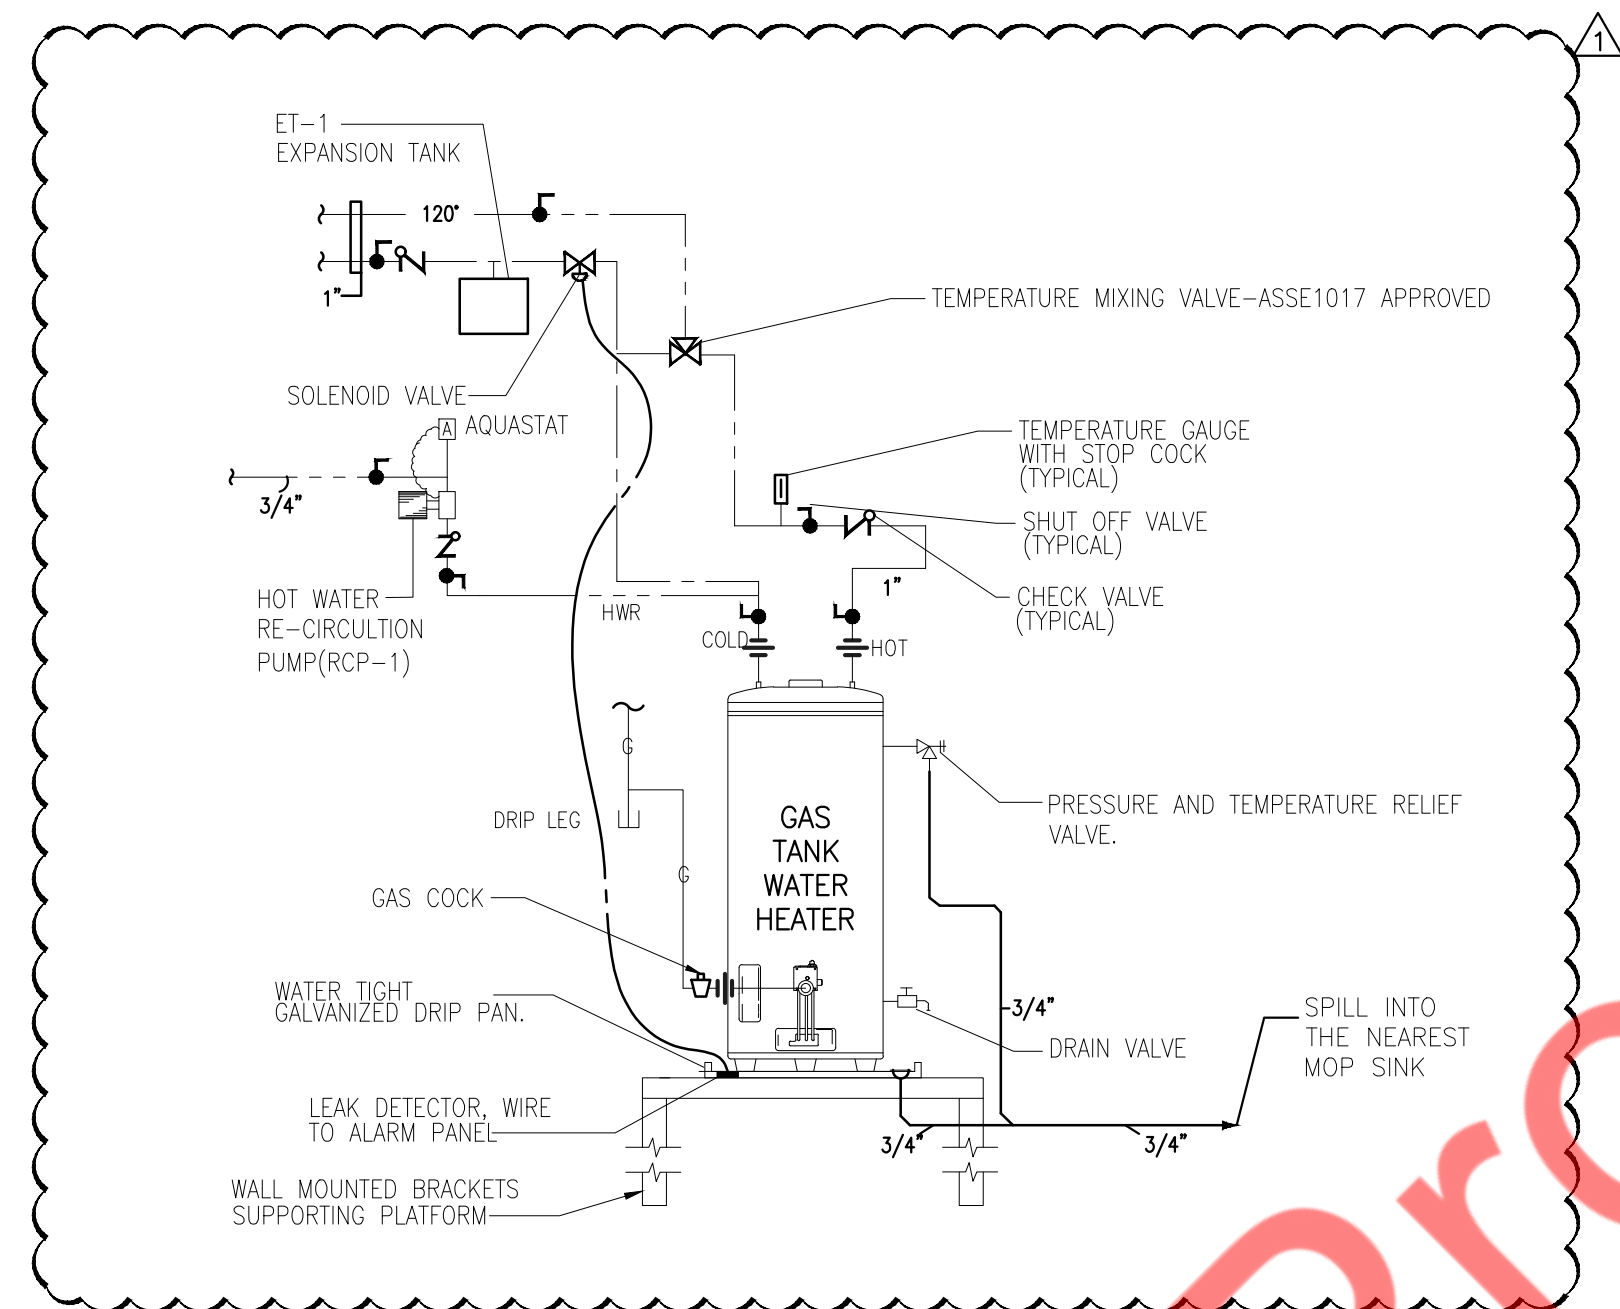 1
ET-1
EXPANSION TANK
120°
1"
TEMPERATURE MIXING VALVE-ASSE1017 APPROVED
SOLENOID VALVE
A
AQUASTAT
TEMPERATURE GAUGE
WITH STOP COCK
(TYPICAL)
3/4"
SHUT OFF VALVE
(TYPICAL)
1"
HOT WATER
RE-CIRCULTION
PUMP(RCP-1)
HWR
CHECK VALVE
(TYPICAL)
COLD
HOT
G
DRIP LEG
G
GAS
TANK
WATER
HEATER
PRESSURE AND TEMPERATURE RELIEF
VALVE.
GAS COCK
WATER TIGHT
GALVANIZED DRIP PAN.
3/4"
SPILL INTO
THE NEAREST
MOP SINK
DRAIN VALVE
LEAK DETECTOR, WIRE
TO ALARM PANEL
3/4"
3/4"
WALL MOUNTED BRACKETS
SUPPORTING PLATFORM
Pro